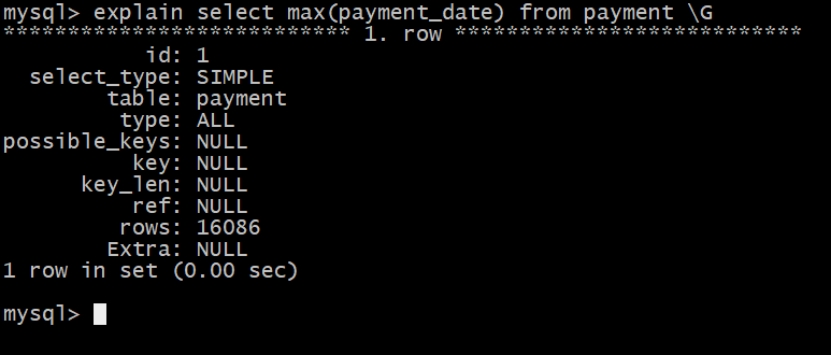 mysql> explain select max(payment_date) from payment \G
*************************** 1. row ***************************
id: 1
select_type: SIMPLE
table: payment
type: ALL
possible_keys: NULL
key: NULL
key_len: NULL
ref: NULL
rows: 16086
Extra: NULL
1 row in set (0.00 sec)
mysql>